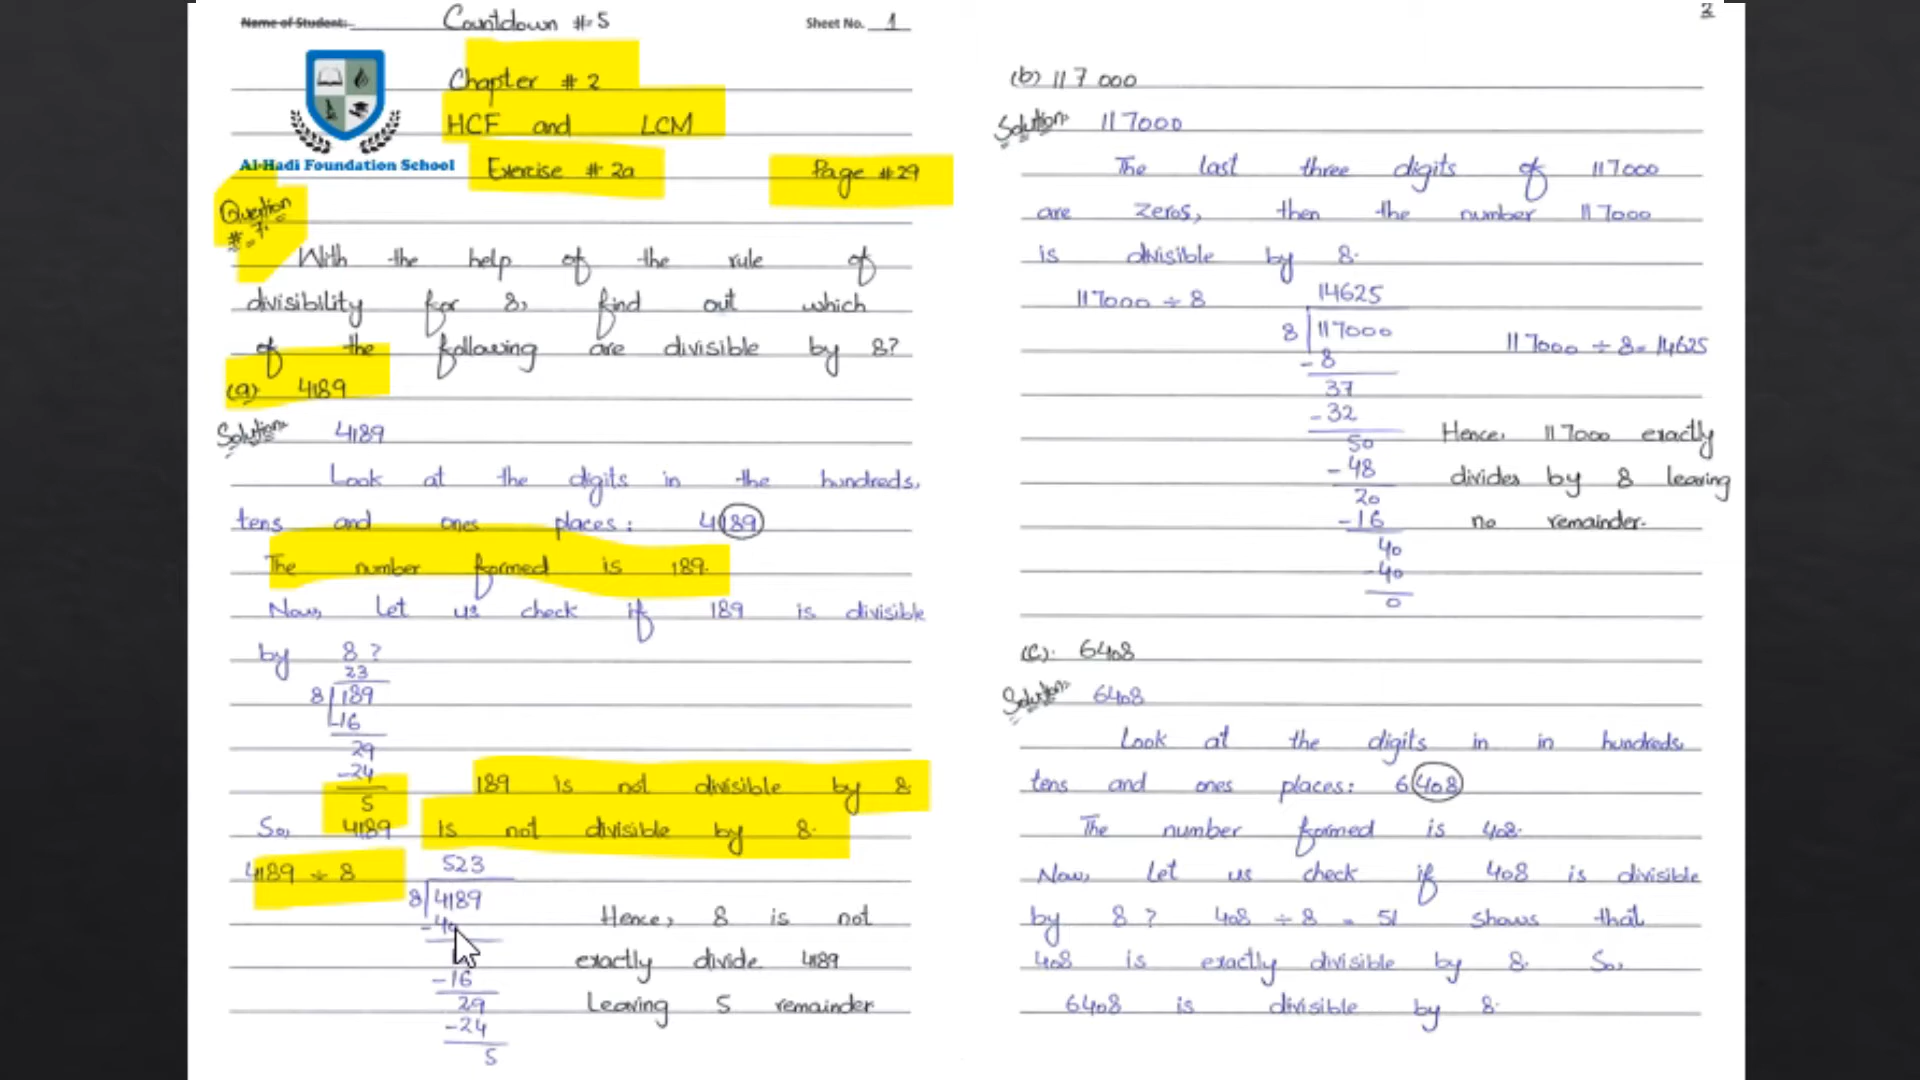 Name of Student: Countdown # 5 Sheet No. 1
Chapter # 2
HCF and LCM
Al-Hadi Foundation School
Exercise # 2a Page # 29
Question
# 7.
With the help of the rule of
divisibility for 8, find out which
of the following are divisible by 8?
(a) 4189
Solution: 4189
Look at the digits in the hundreds,
tens and ones places: 4189
The number formed is 189.
Now, let us check if 189 is divisible
by 8?
23
8 189
-16
29
-24
5
189 is not divisible by 8.
So, 4189 is not divisible by 8.
4189 ÷ 8
523
8 4189
-40
-16
29
-24
5
Hence, 8 is not
exactly divide 4189
Leaving 5 remainder
2
(b) 117000
Solution: 117000
The last three digits of 117000
are zeros, then the number 117000
is divisible by 8.
117000 ÷ 8
14625
8 117000
-8
37
-32
50
-48
20
-16
40
-40
0
117000 ÷ 8 = 14625
Hence, 117000 exactly
divides by 8 leaving
no remainder.
(c). 6408
Solution: 6408
Look at the digits in in hundreds,
tens and ones places: 6408
The number formed is 408.
Now, let us check if 408 is divisible
by 8? 408 ÷ 8 = 51 shows that
408 is exactly divisible by 8. So,
6408 is divisible by 8.